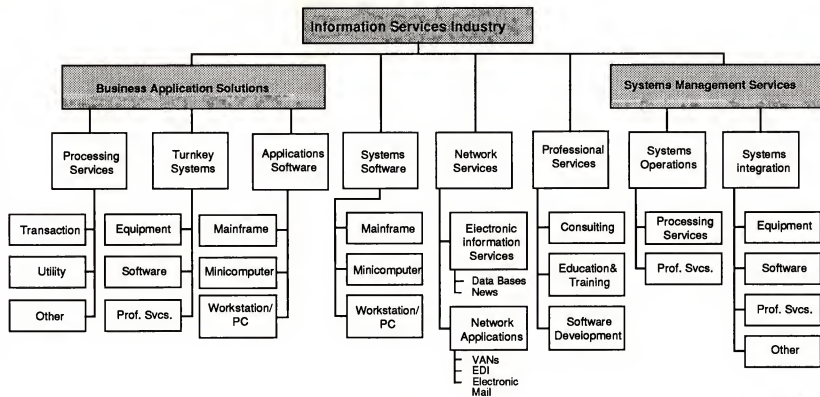 Information Services Industry
Business Application Solutions
Systems Management Services
Processing
Services
Turnkey
Systems
Applications
Software
Systems
Software
Network
Services
Professional
Services
Systems
Operations
Systems
integration
Transaction
Utility
Other
Equipment
Software
Prof. Svcs.
Mainframe
Minicomputer
Workstation/
PC
Mainframe
Minicomputer
Workstation/
PC
Electronic
information
Services
Data Bases
News
Network
Applications
VANs
EDI
Electronic
Mail
Consulting
Education&
Training
Software
Development
Processing
Services
Prof. Svcs.
Equipment
Software
Prof. Svcs.
Other